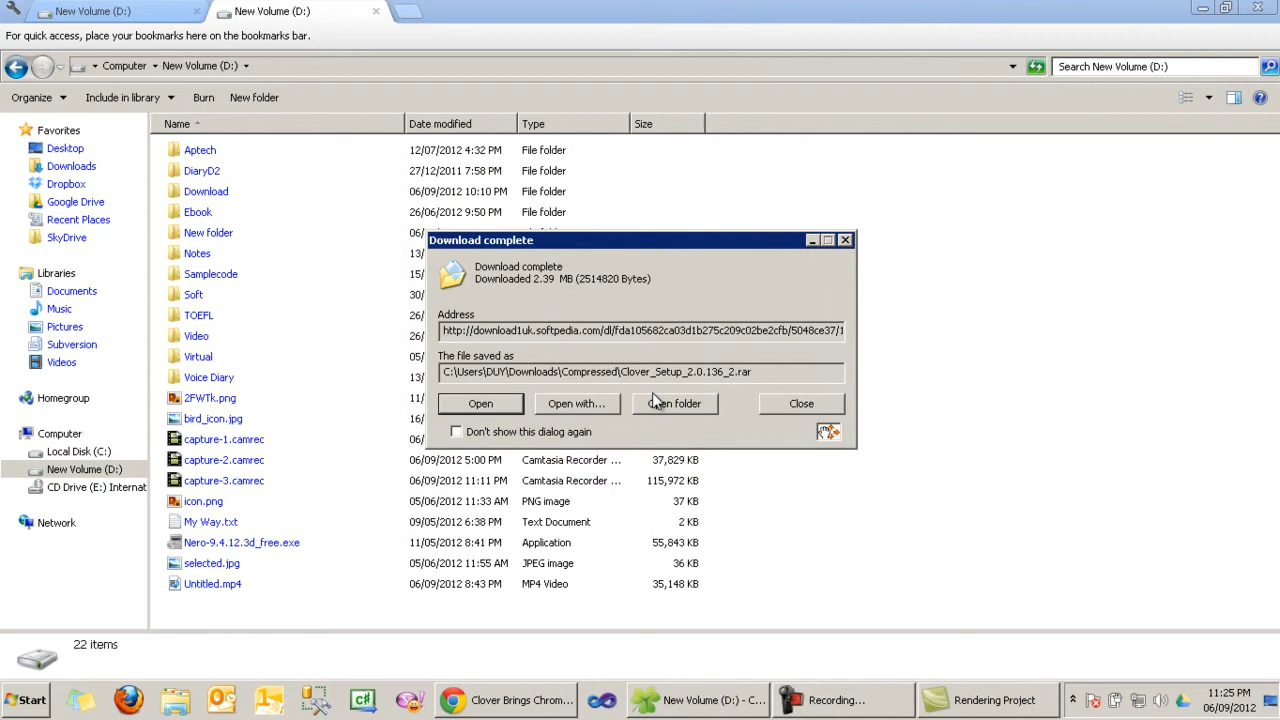 New Volume (D:)
New Volume (D:)
For quick access, place your bookmarks here on the bookmarks bar.
Computer New Volume (D:)
Search New Volume (D:)
Organize Include in library Burn New folder
Name Date modified Type Size
Favorites
Desktop
Downloads
Dropbox
Google Drive
Recent Places
SkyDrive
Libraries
Documents
Music
Pictures
Subversion
Videos
Homegroup
Computer
Local Disk (C:)
New Volume (D:)
CD Drive (E:) Internat
Network
Aptech 12/07/2012 4:32 PM File folder
DiaryD2 27/12/2011 7:58 PM File folder
Download 06/09/2012 10:10 PM File folder
Ebook 26/06/2012 9:50 PM File folder
New folder 06/
Notes 13/
Samplecode 15/
Soft 30/
TOEFL
Video
Virtual
Voice Diary
2FWTk.png
bird_icon.jpg
capture-1.camrec
capture-2.camrec 06/09/2012 5:00 PM Camtasia Recorder ... 37,829 KB
capture-3.camrec 06/09/2012 11:11 PM Camtasia Recorder ... 115,972 KB
icon.png 05/06/2012 11:33 AM PNG image 37 KB
My Way.txt 09/05/2012 6:38 PM Text Document 2 KB
Nero-9.4.12.3d_free.exe 11/05/2012 8:41 PM Application 55,843 KB
selected.jpg 05/06/2012 11:55 AM JPEG image 36 KB
Untitled.mp4 06/09/2012 8:43 PM MP4 Video 35,148 KB
Download complete
Download complete
Downloaded 2.39 MB (2514820 Bytes)
Address
http://download1uk.softpedia.com/dl/fda105682ca03d1b275c209c02be2cfb/5048ce37/1
The file saved as
C:\Users\DUY\Downloads\Compressed\Clover_Setup_2.0.136_2.rar
Open Open with... folder Close
Don't show this dialog again
22 items
Start
C#
Clover Brings Chrom...
New Volume (D:) - C...
Recording...
Rendering Project
11:25 PM
06/09/2012